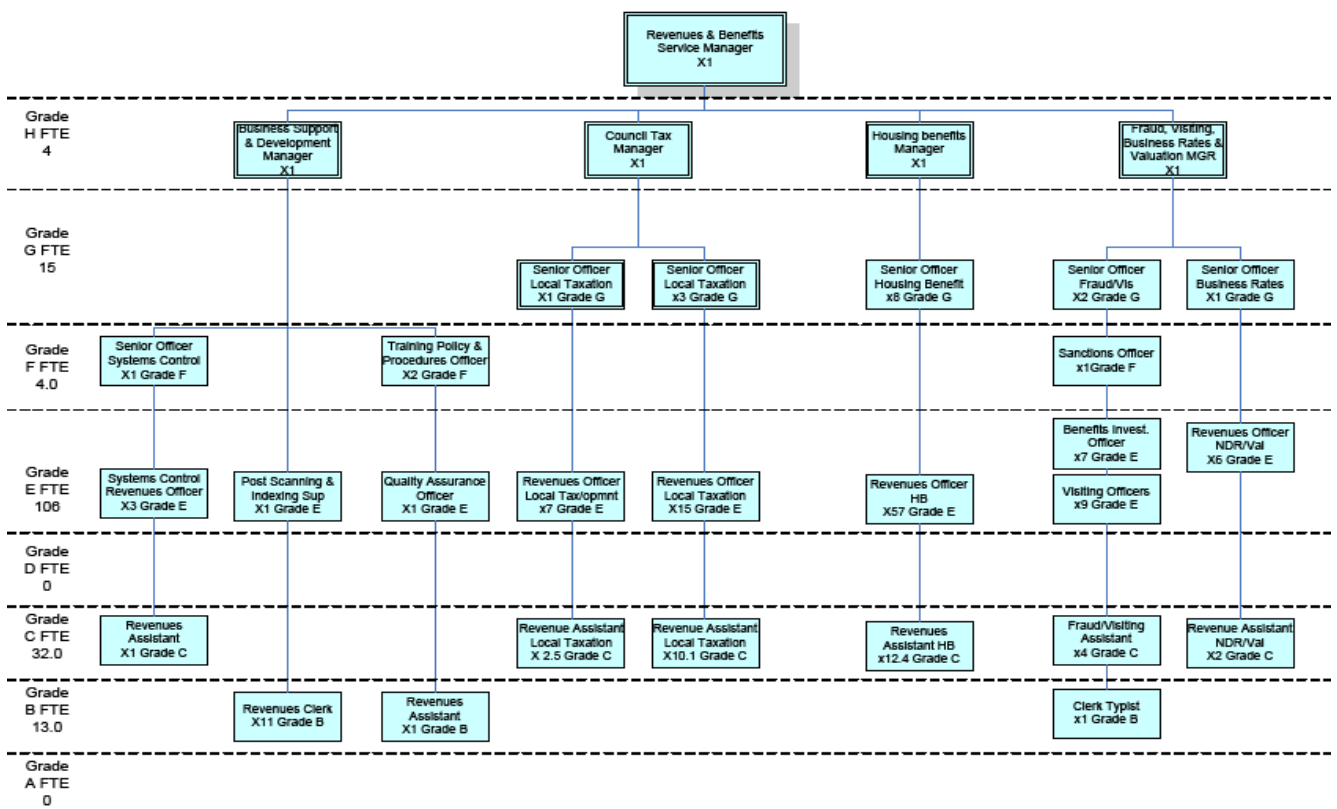 Revenues & Benefits
Service Manager
X1
Grade
H FTE
4
Business Support
& Development
Manager
X1
Council Tax
Manager
X1
Housing benefits
Manager
X1
Fraud, Visiting,
Business Rates &
Valuation MGR
X1
Grade
G FTE
15
Senior Officer
Local Taxation
X1 Grade G
Senior Officer
Local Taxation
x3 Grade G
Senior Officer
Housing Benefit
x8 Grade G
Senior Officer
Fraud/Vis
X2 Grade G
Senior Officer
Business Rates
X1 Grade G
Grade
F FTE
4.0
Senior Officer
Systems Control
X1 Grade F
Training Policy &
Procedures Officer
X2 Grade F
Sanctions Officer
x1Grade F
Grade
E FTE
106
Systems Control
Revenues Officer
X3 Grade E
Post Scanning &
Indexing Sup
X1 Grade E
Quality Assurance
Officer
X1 Grade E
Revenues Officer
Local Tax/opmnt
x7 Grade E
Revenues Officer
Local Taxation
X15 Grade E
Revenues Officer
HB
X57 Grade E
Benefits Invest.
Officer
x7 Grade E
Visiting Officers
x9 Grade E
Revenues Officer
NDR/Val
X6 Grade E
Grade
D FTE
0
Grade
C FTE
32.0
Revenues
Assistant
X1 Grade C
Revenue Assistant
Local Taxation
X 2.5 Grade C
Revenue Assistant
Local Taxation
X10.1 Grade C
Revenues
Assistant HB
x12.4 Grade C
Fraud/Visiting
Assistant
x4 Grade C
Revenue Assistant
NDR/Val
X2 Grade C
Grade
B FTE
13.0
Revenues Clerk
X11 Grade B
Revenues
Assistant
X1 Grade B
Clerk Typist
x1 Grade B
Grade
A FTE
0